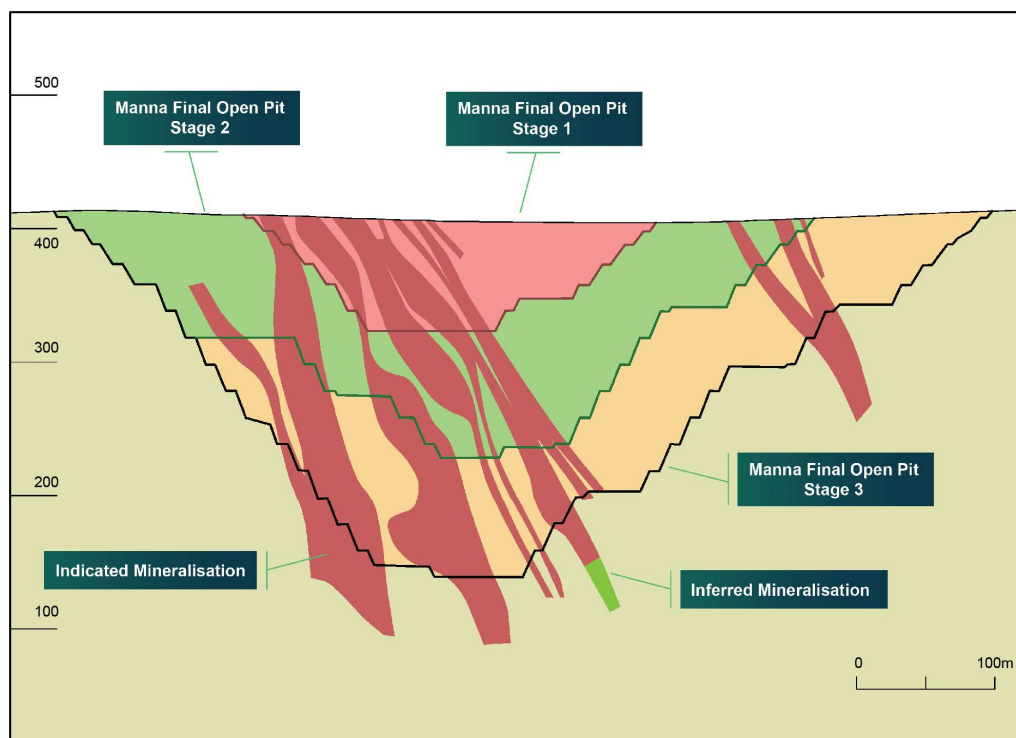 500
Manna Final Open Pit
Stage 2
Manna Final Open Pit
Stage 1
400
300
Manna Final Open Pit
Stage 3
200
Indicated Mineralisation
Inferred Mineralisation
100
0 100m